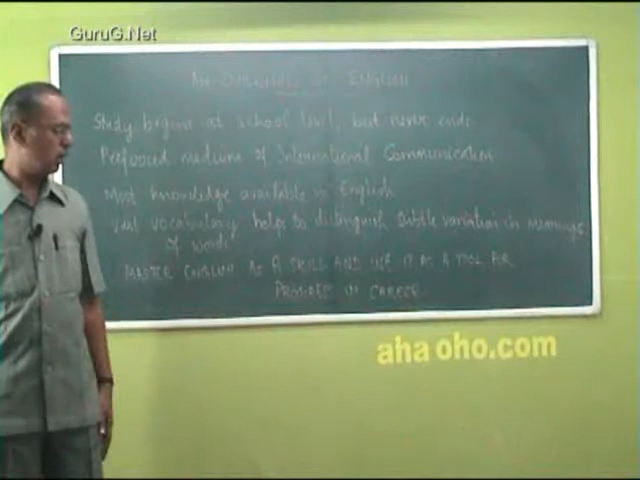 GuruG.Net
AN OVERVIEW OF ENGLISH
Study begins at school level, but never ends
Preferred medium of International Communication
Most knowledge available in English
Vast vocabulary helps to distinguish subtle variation in meanings
of words
MASTER ENGLISH AS A SKILL AND USE IT AS A TOOL FOR
PROGRESS IN CAREER
ahaoho.com